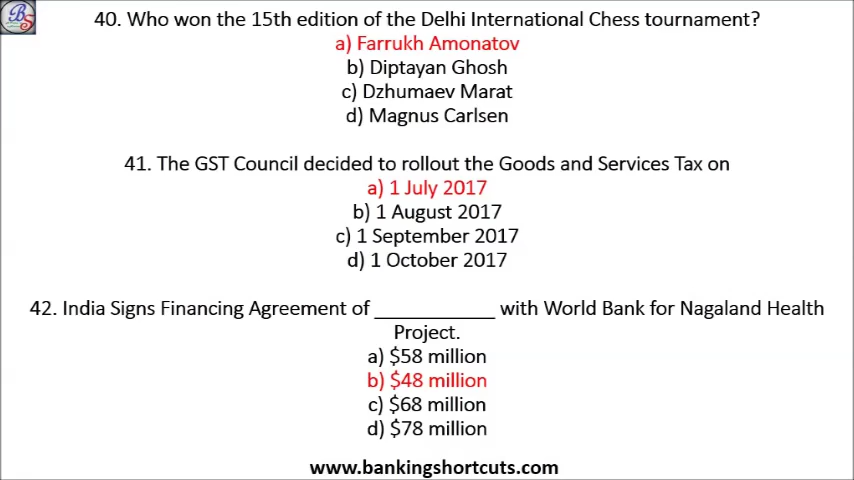 BS
40. Who won the 15th edition of the Delhi International Chess tournament?
a) Farrukh Amonatov
b) Diptayan Ghosh
c) Dzhumaev Marat
d) Magnus Carlsen
41. The GST Council decided to rollout the Goods and Services Tax on
a) 1 July 2017
b) 1 August 2017
c) 1 September 2017
d) 1 October 2017
42. India Signs Financing Agreement of ____________ with World Bank for Nagaland Health
Project.
a) $58 million
b) $48 million
c) $68 million
d) $78 million
www.bankingshortcuts.com